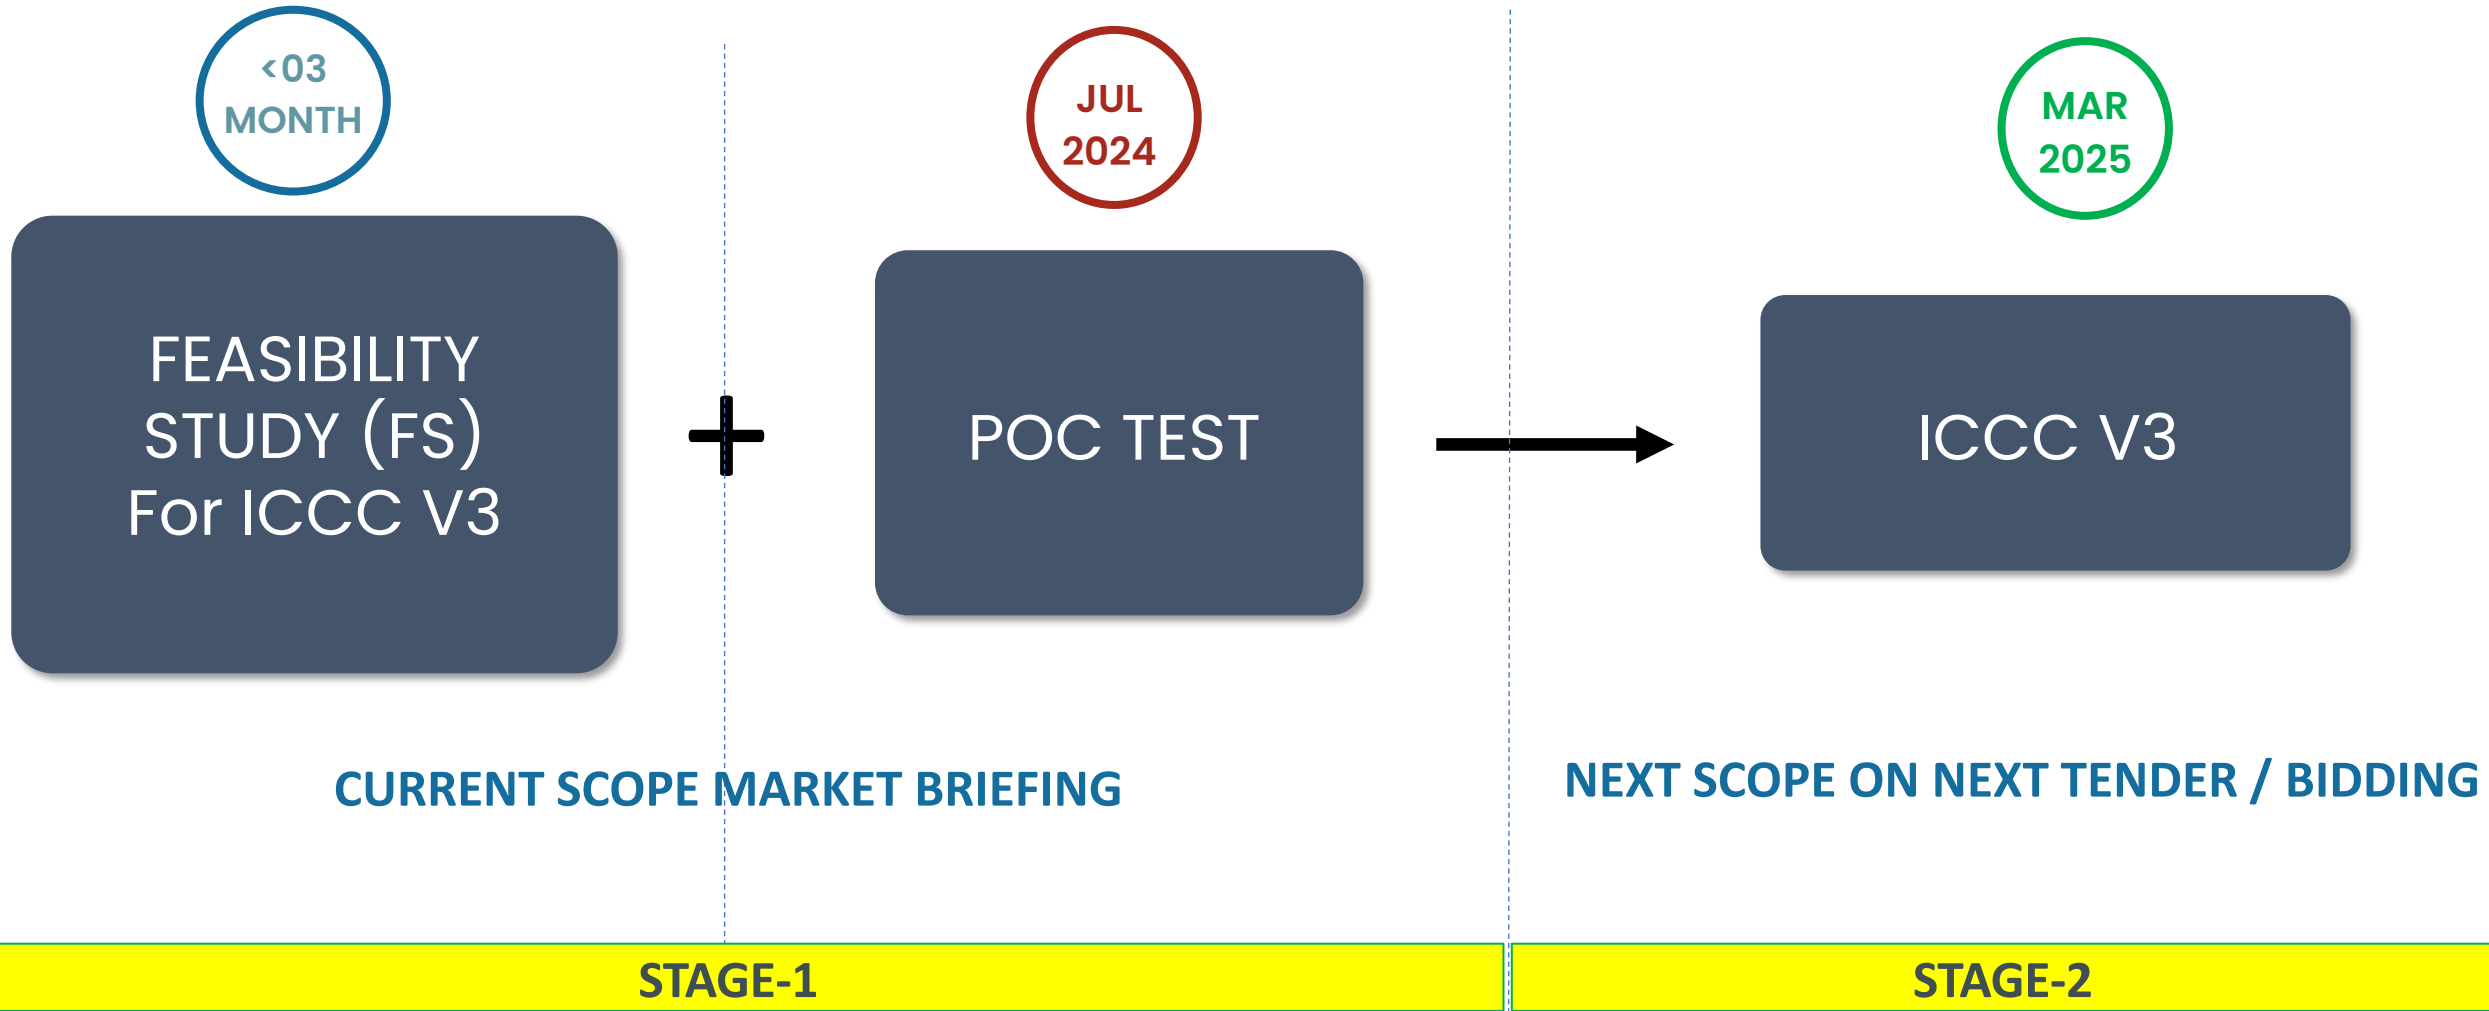 <03
MONTH
JUL
2024
MAR
2025
FEASIBILITY
STUDY (FS)
For ICCC V3
+
POC TEST
ICCC V3
CURRENT SCOPE MARKET BRIEFING
NEXT SCOPE ON NEXT TENDER / BIDDING
STAGE-1
STAGE-2